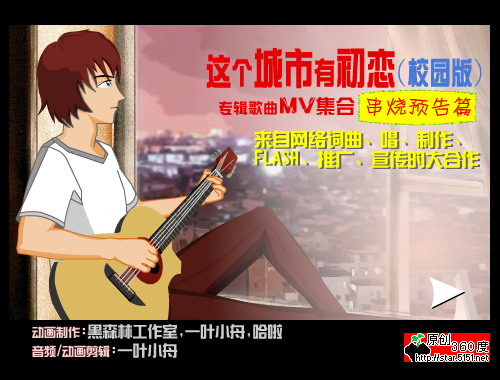 这个城市有初恋(校园版)
专辑歌曲MV集合 串烧预告篇
来自网络词曲、唱、制作、
FLASH、推广、宣传的大合作
动画制作:黑森林工作室,一叶小舟,哈啦
音频/动画剪辑:一叶小舟
原创
360度
http://star.5151.net/